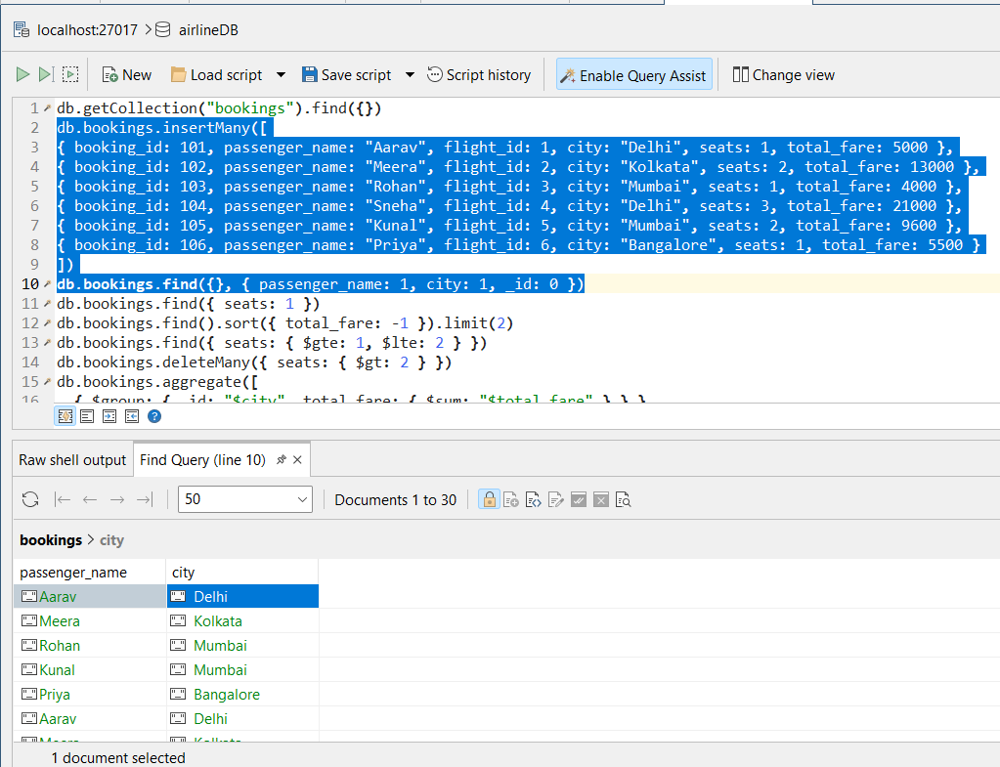 localhost:27017 > airlineDB
New Load script Save script Script history Enable Query Assist Change view
1 db.getCollection("bookings").find({})
2 db.bookings.insertMany([
3 { booking_id: 101, passenger_name: "Aarav", flight_id: 1, city: "Delhi", seats: 1, total_fare: 5000 },
4 { booking_id: 102, passenger_name: "Meera", flight_id: 2, city: "Kolkata", seats: 2, total_fare: 13000 },
5 { booking_id: 103, passenger_name: "Rohan", flight_id: 3, city: "Mumbai", seats: 1, total_fare: 4000 },
6 { booking_id: 104, passenger_name: "Sneha", flight_id: 4, city: "Delhi", seats: 3, total_fare: 21000 },
7 { booking_id: 105, passenger_name: "Kunal", flight_id: 5, city: "Mumbai", seats: 2, total_fare: 9600 },
8 { booking_id: 106, passenger_name: "Priya", flight_id: 6, city: "Bangalore", seats: 1, total_fare: 5500 }
9 ])
10 db.bookings.find({}, { passenger_name: 1, city: 1, _id: 0 })
11 db.bookings.find({ seats: 1 })
12 db.bookings.find().sort({ total_fare: -1 }).limit(2)
13 db.bookings.find({ seats: { $gte: 1, $lte: 2 } })
14 db.bookings.deleteMany({ seats: { $gt: 2 } })
15 db.bookings.aggregate([
16 { $group: { _id: "$city", total_fare: { $sum: "$total_fare" } } }
Raw shell output Find Query (line 10)
50 Documents 1 to 30
bookings > city
passenger_name city
Aarav Delhi
Meera Kolkata
Rohan Mumbai
Kunal Mumbai
Priya Bangalore
Aarav Delhi
Meera Kolkata
1 document selected